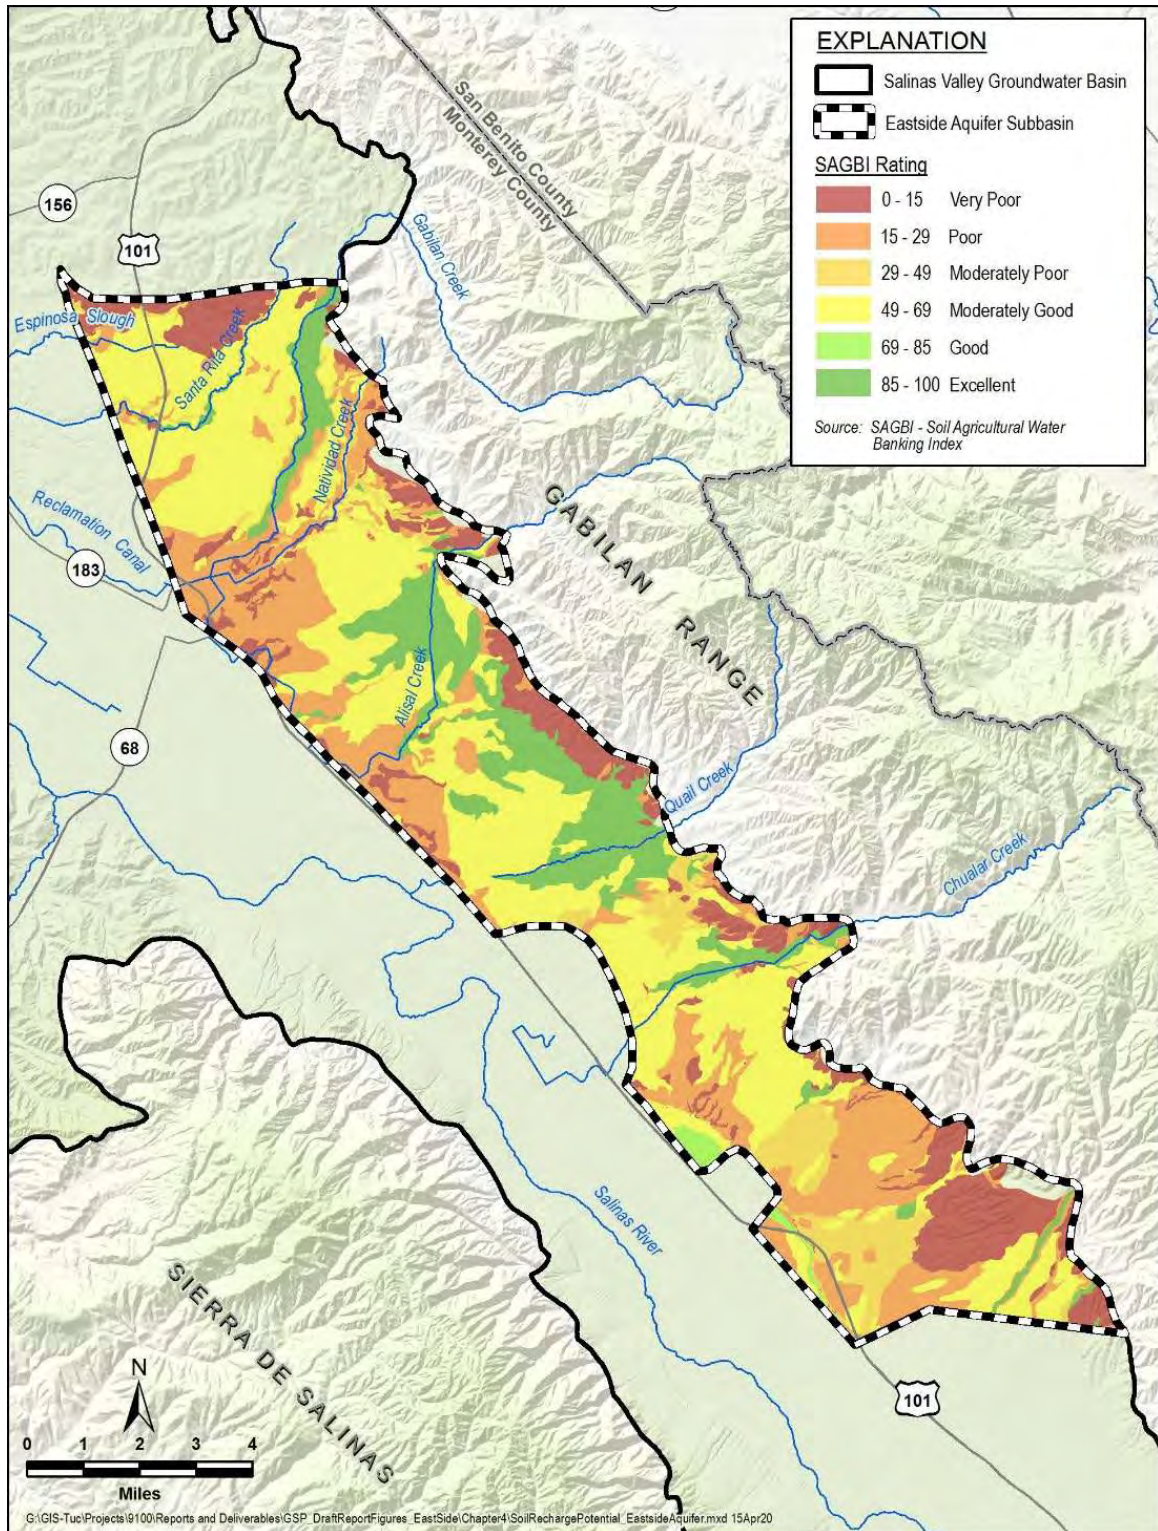 EXPLANATION
Salinas Valley Groundwater Basin
Eastside Aquifer Subbasin
SAGBI Rating
0 - 15 Very Poor
15 - 29 Poor
29 - 49 Moderately Poor
49 - 69 Moderately Good
69 - 85 Good
85 - 100 Excellent
Source: SAGBI - Soil Agricultural Water
Banking Index
San Benito County
Monterey County
156
101
Gabilan Creek
Espinosa Slough
Santa Rita Creek
Natividad Creek
Reclamation Canal
183
GABILAN RANGE
Alisal Creek
68
Quail Creek
Chualar Creek
Salinas River
SIERRA DE SALINAS
101
N
0 1 2 3 4
Miles
G:\GIS-Tuc\Projects\9100\Reports and Deliverables\GSP_DraftReportFigures_EastSide\Chapter4\SoilRechargePotential_EastsideAquifer.mxd 15Apr20